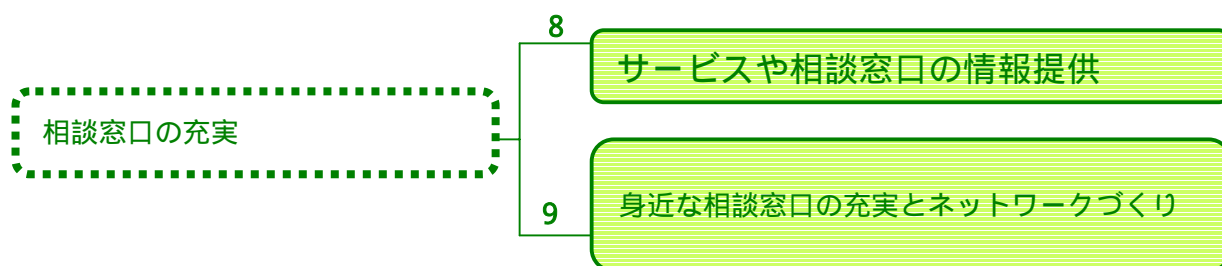 相談窓口の充実
8
サービスや相談窓口の情報提供
9
身近な相談窓口の充実とネットワークづくり